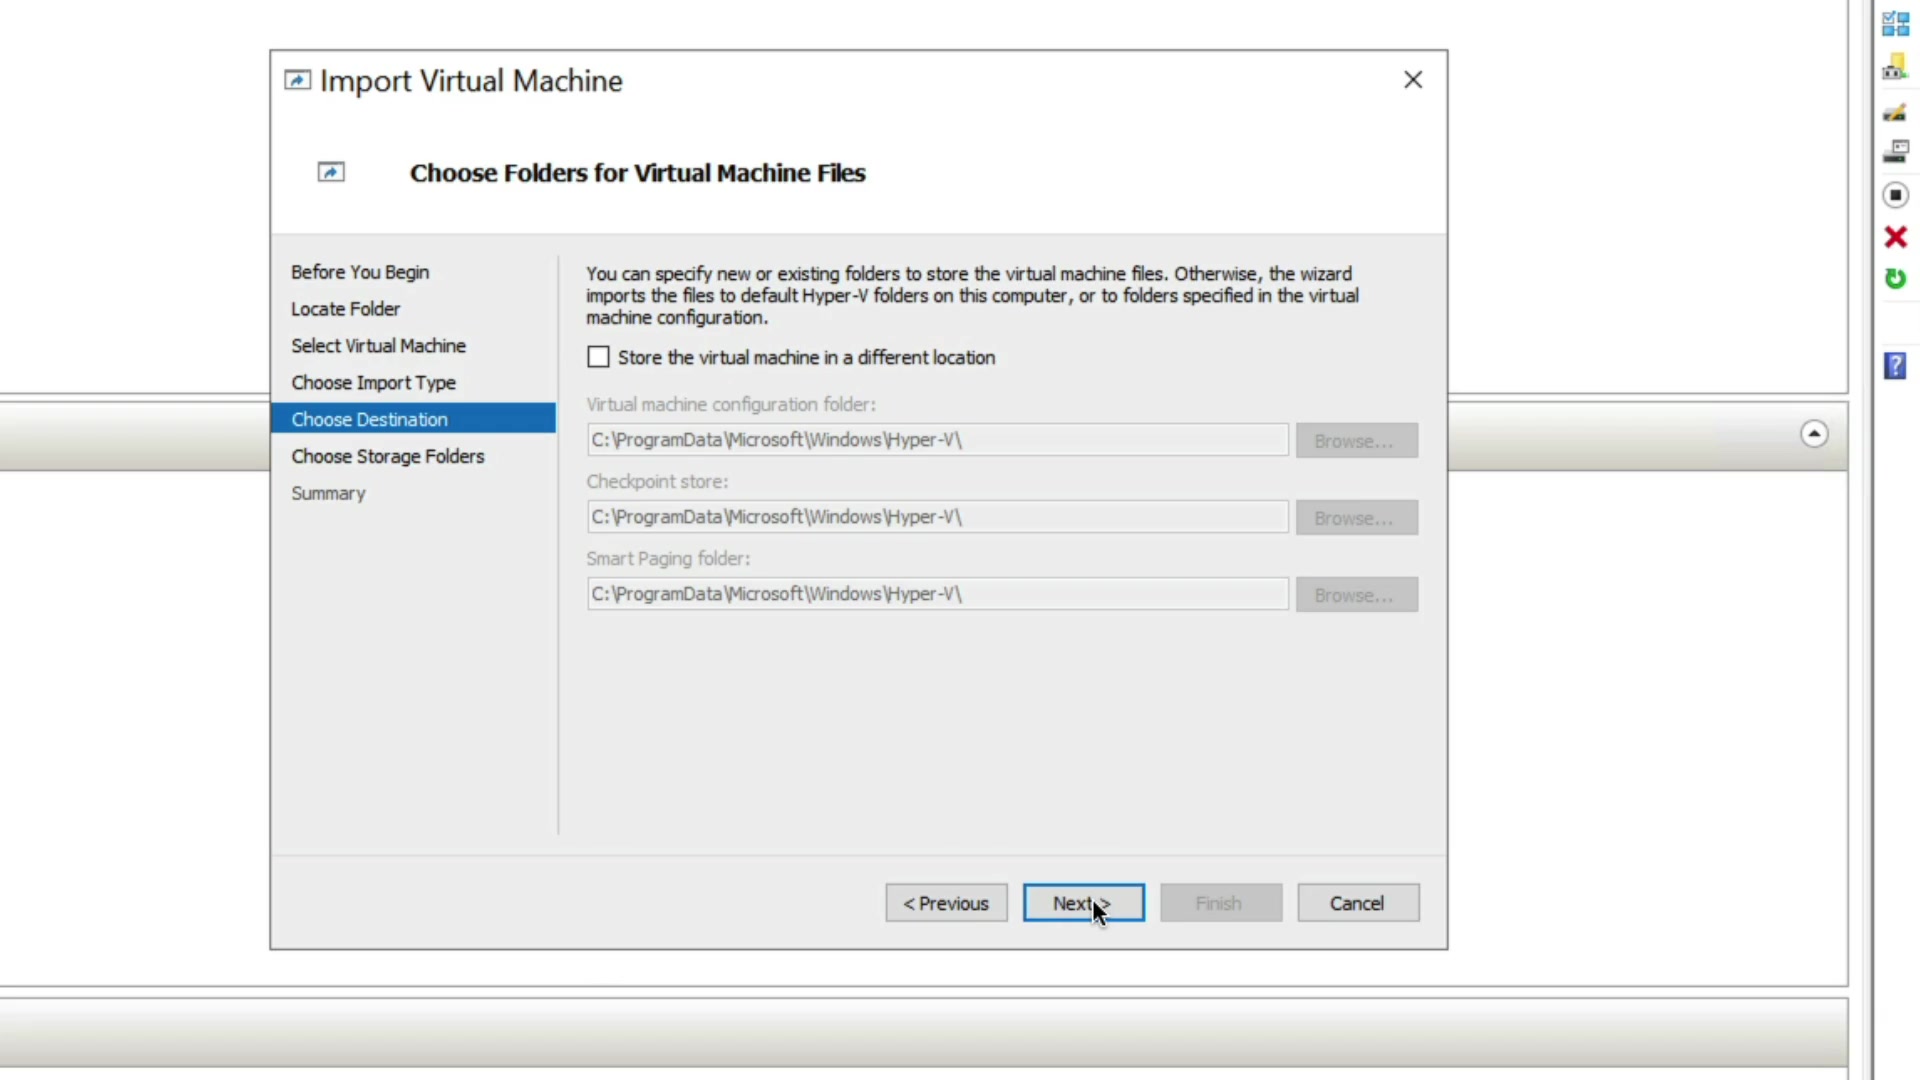 Import Virtual Machine
Choose Folders for Virtual Machine Files
Before You Begin
Locate Folder
Select Virtual Machine
Choose Import Type
Choose Destination
Choose Storage Folders
Summary
You can specify new or existing folders to store the virtual machine files. Otherwise, the wizard
imports the files to default Hyper-V folders on this computer, or to folders specified in the virtual
machine configuration.
Store the virtual machine in a different location
Virtual machine configuration folder:
C:\ProgramData\Microsoft\Windows\Hyper-V\
Browse...
Checkpoint store:
C:\ProgramData\Microsoft\Windows\Hyper-V\
Browse...
Smart Paging folder:
C:\ProgramData\Microsoft\Windows\Hyper-V\
Browse...
< Previous
Next >
Finish
Cancel